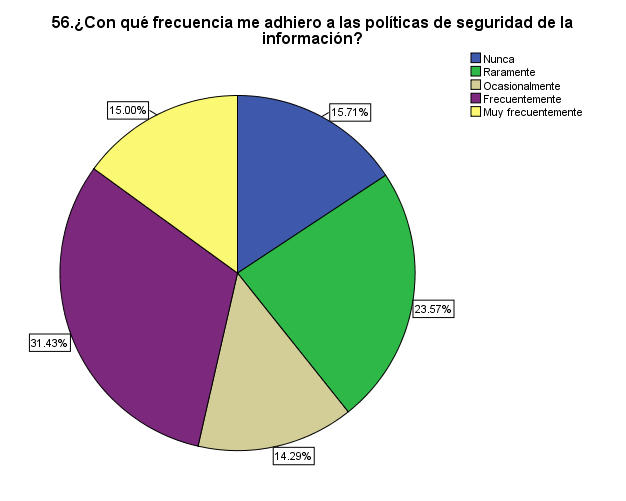 56.¿Con qué frecuencia me adhiero a las políticas de seguridad de la
información?
Nunca
Raramente
Ocasionalmente
Frecuentemente
Muy frecuentemente
15.00%
15.71%
23.57%
31.43%
14.29%